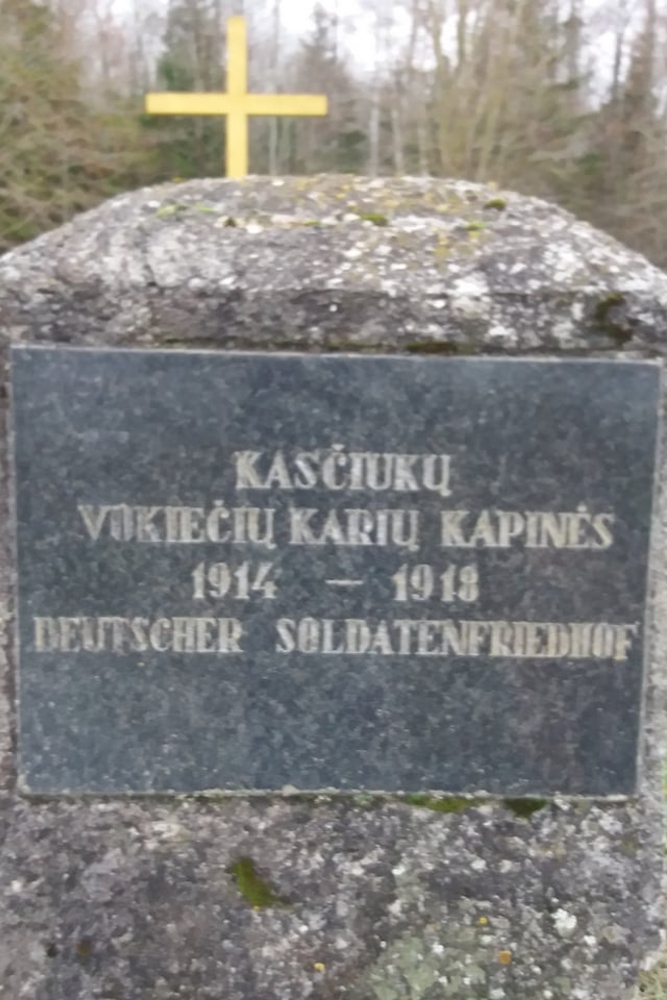 KASČIUKŲ
VOKIEČIŲ KARIŲ KAPINĖS
1914 — 1918
DEUTSCHER SOLDATENFRIEDHOF